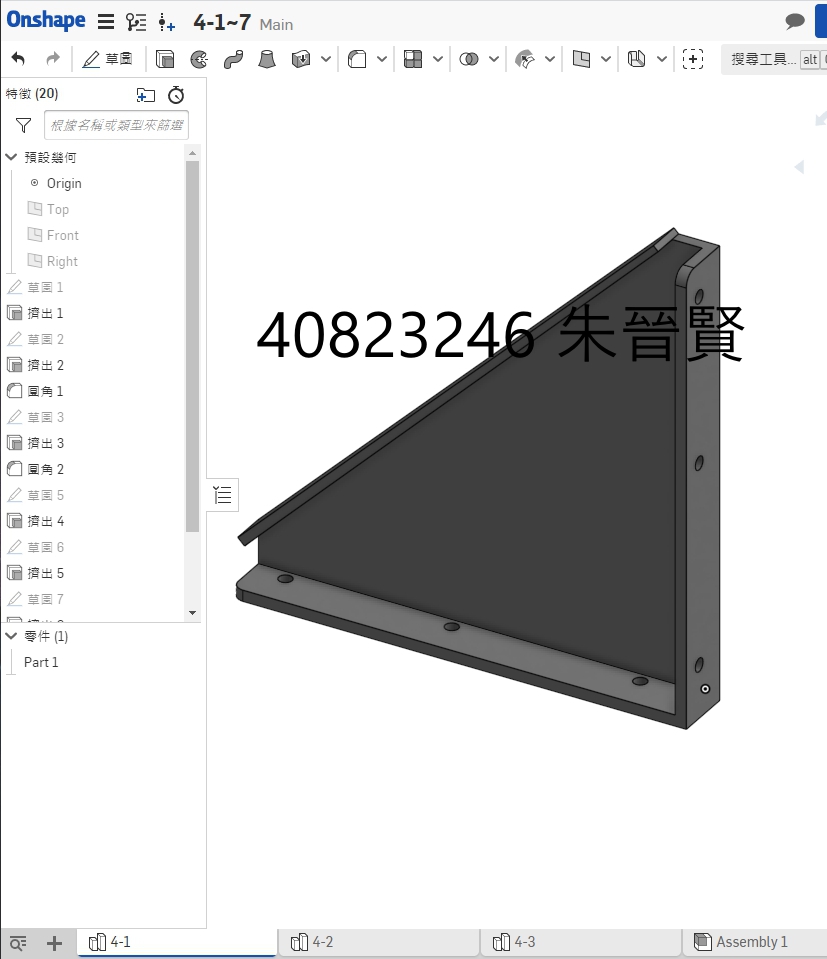 Onshape 4-1~7 Main
草圖 搜尋工具... alt
特徵 (20)
根據名稱或類型來篩選
預設幾何
Origin
Top
Front
Right
草圖 1
擠出 1
草圖 2
擠出 2
圓角 1
草圖 3
擠出 3
圓角 2
草圖 5
擠出 4
草圖 6
擠出 5
草圖 7
零件 (1)
Part 1
40823246 朱晉賢
4-1 4-2 4-3 Assembly 1